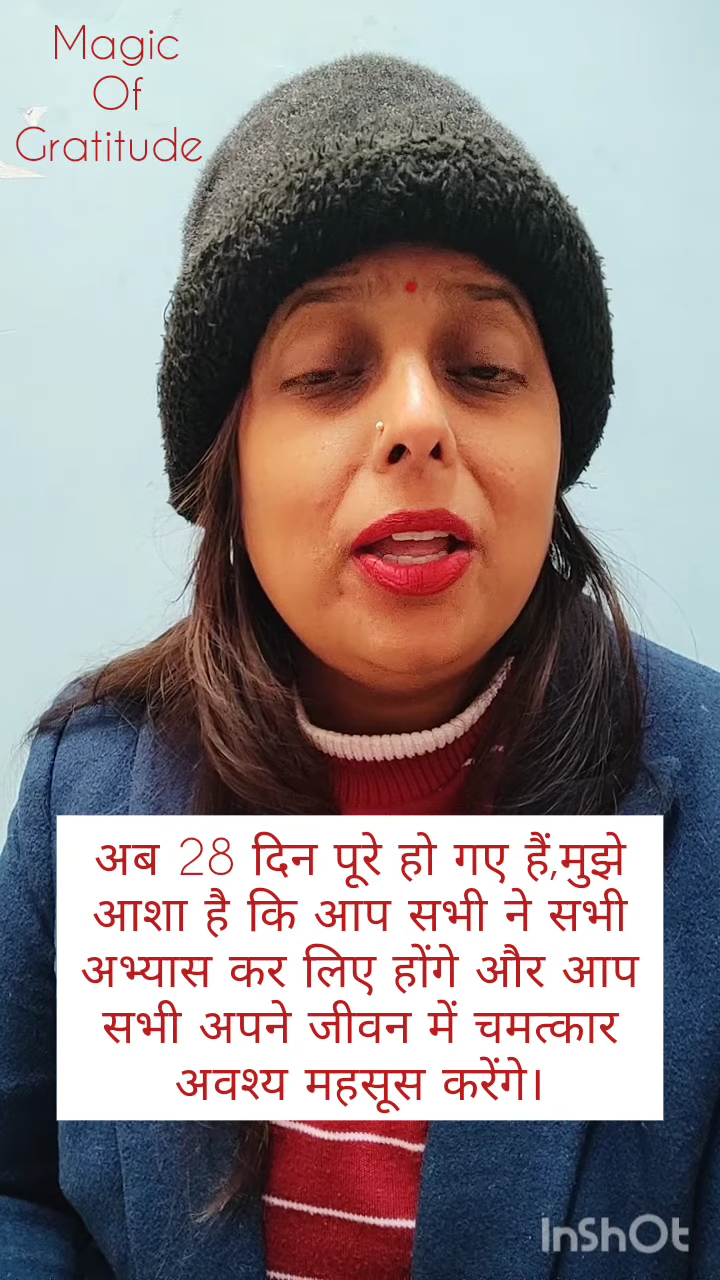 Magic
Of
Gratitude
अब 28 दिन पूरे हो गए हैं,मुझे
आशा है कि आप सभी ने सभी
अभ्यास कर लिए होंगे और आप
सभी अपने जीवन में चमत्कार
अवश्य महसूस करेंगे।
InShOt